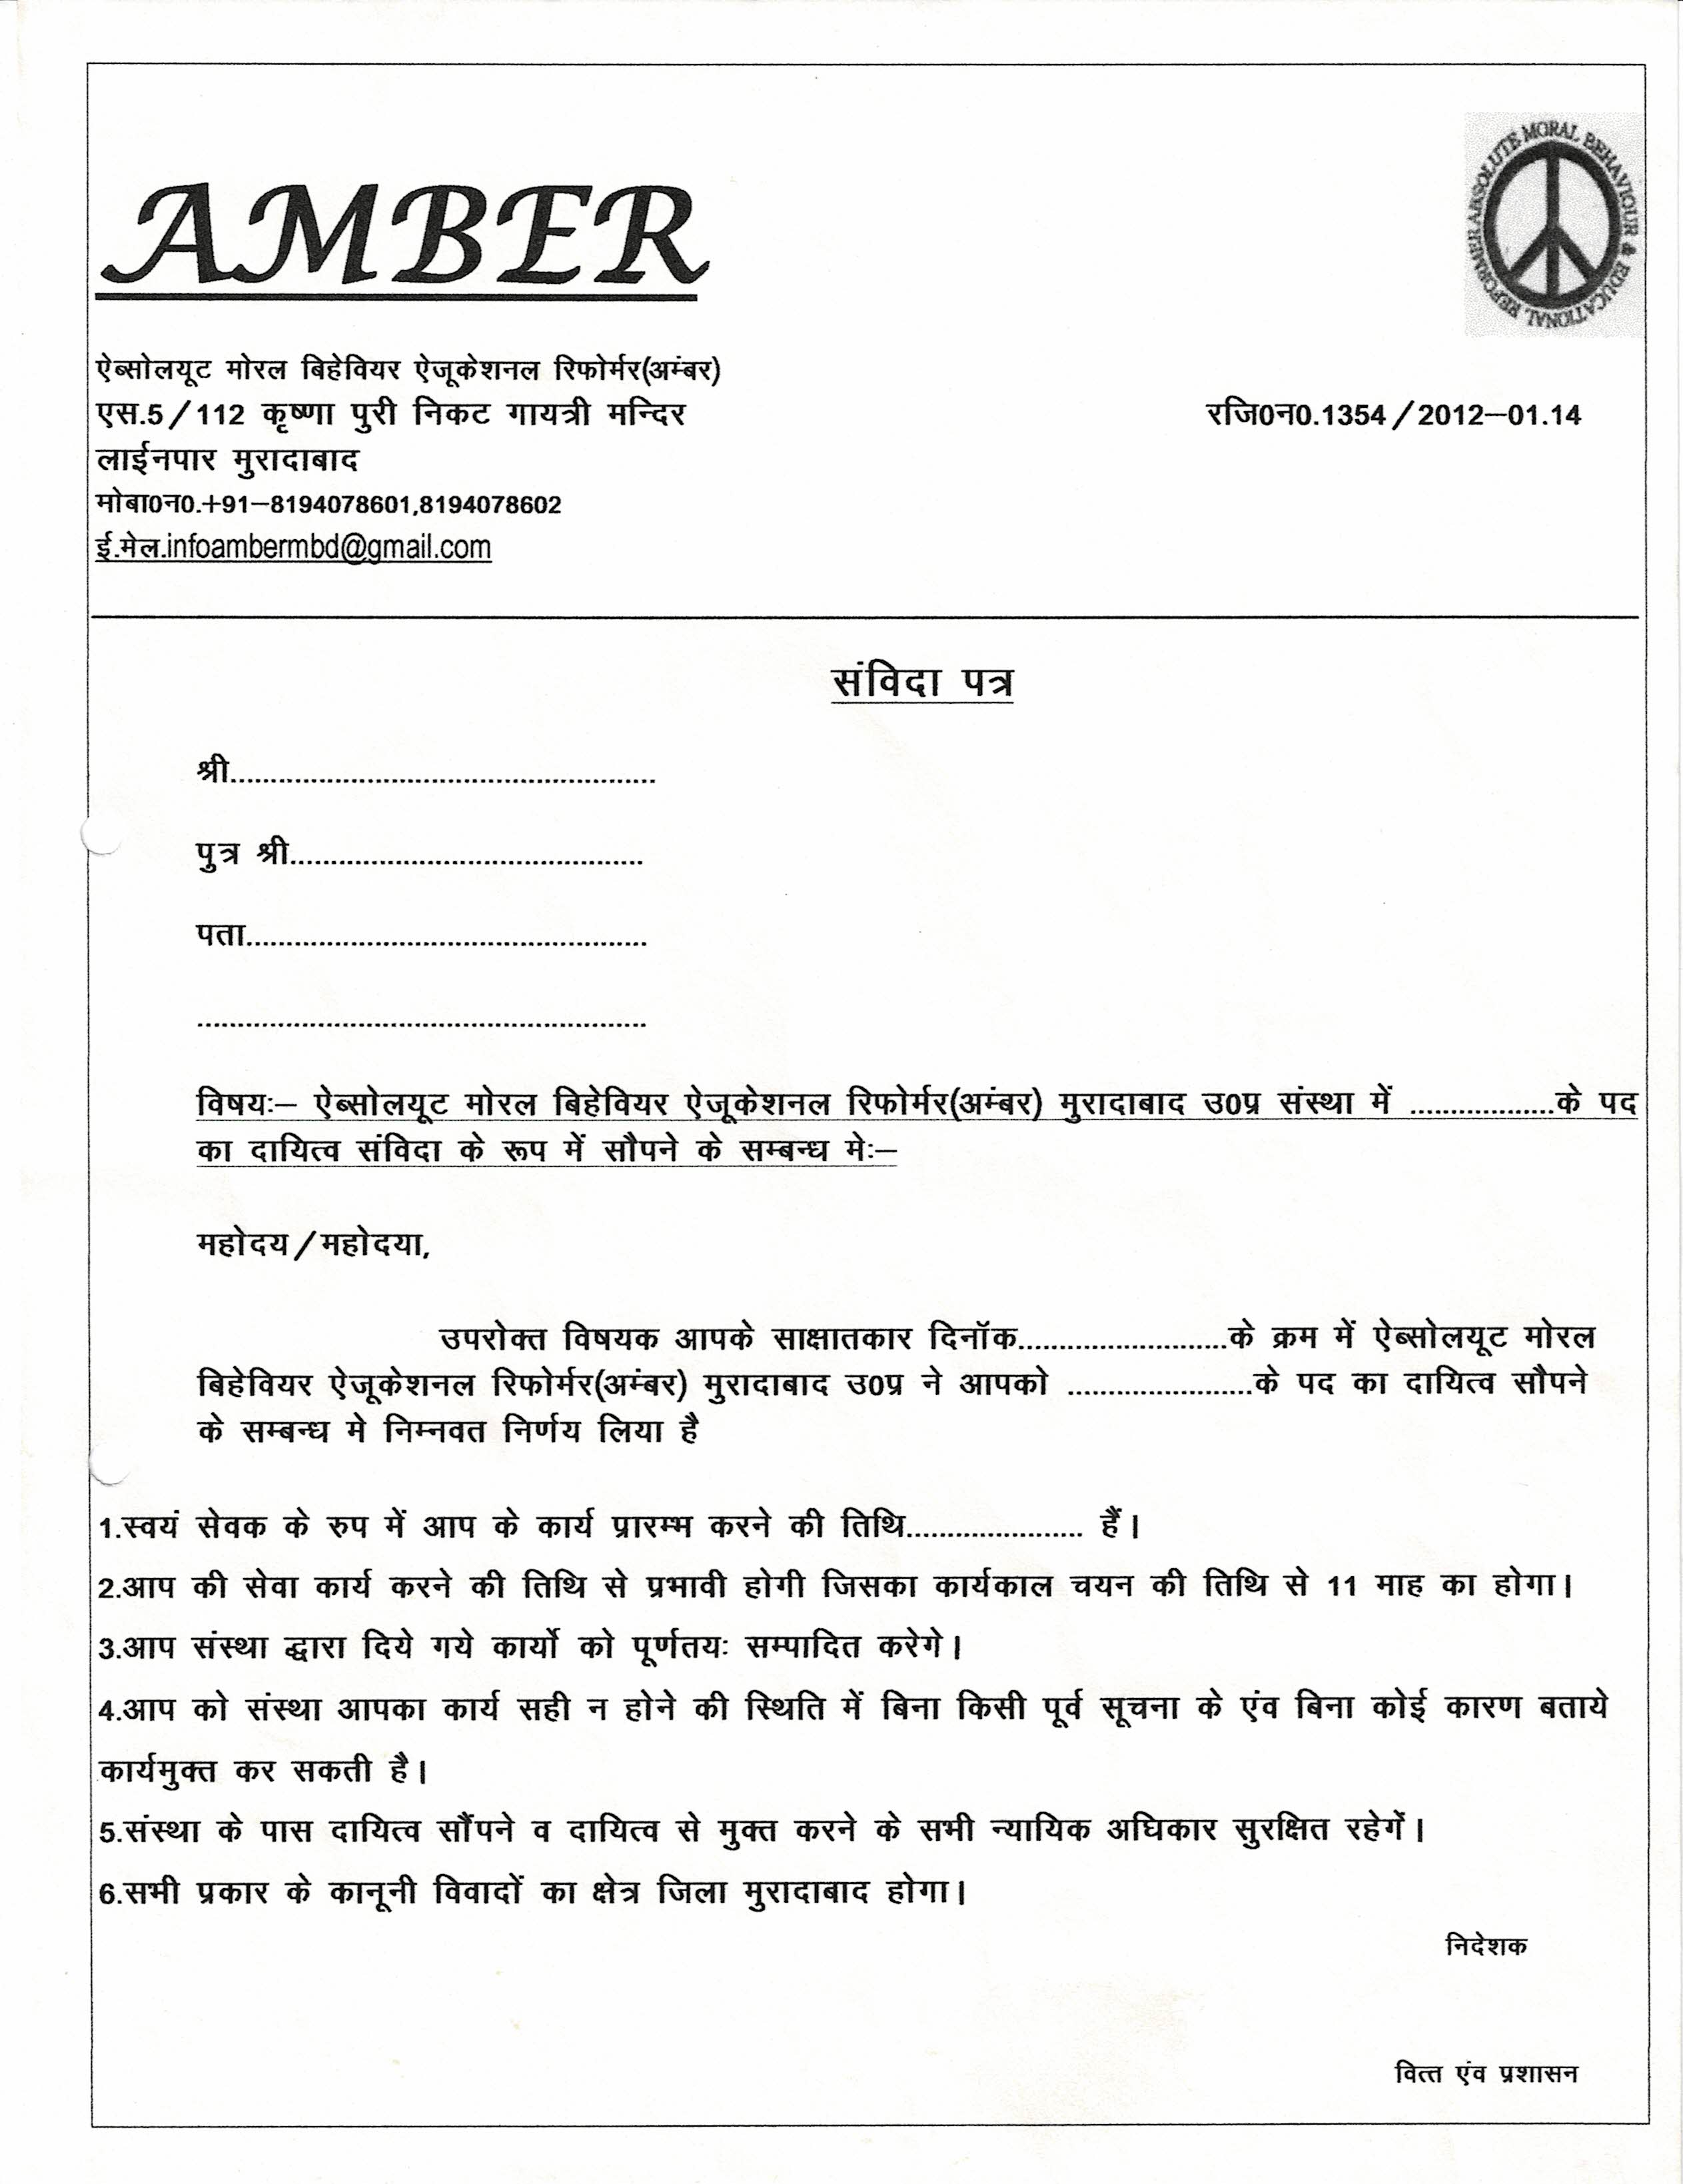 ABSOLUTE MORAL BEHAVIOUR & EDUCATIONAL REFORMER
AMBER
ऐब्सोलयूट मोरल बिहेवियर ऐजूकेशनल रिफोर्मर(अम्ंबर)
एस.5/112 कृष्णा पुरी निकट गायत्री मन्दिर
रजि0न0.1354/2012–01.14
लाईनपार मुरादाबाद
मोबा0न0.+91–8194078601,8194078602
ई.मेल.infoambermbd@gmail.com
संविदा पत्र
श्री.....................................................
पुत्र श्री............................................
पता..................................................
........................................................
विषयः– ऐब्सोलयूट मोरल बिहेवियर ऐजूकेशनल रिफोर्मर(अम्ंबर) मुरादाबाद उ0प्र संस्था में ..................के पद
का दायित्व संविदा के रूप में सौपने के सम्बन्ध मेः–
महोदय/महोदया,
उपरोक्त विषयक आपके साक्षातकार दिनॉक..........................के क्रम में ऐब्सोलयूट मोरल
बिहेवियर ऐजूकेशनल रिफोर्मर(अम्ंबर) मुरादाबाद उ0प्र ने आपको .......................के पद का दायित्व सौपने
के सम्बन्ध मे निम्नवत निर्णय लिया है
1.स्वयं सेवक के रुप में आप के कार्य प्रारम्भ करने की तिथि...................... हैं।
2.आप की सेवा कार्य करने की तिथि से प्रभावी होगी जिसका कार्यकाल चयन की तिथि से 11 माह का होगा।
3.आप संस्था द्वारा दिये गये कार्यो को पूर्णतयः सम्पादित करेगे।
4.आप को संस्था आपका कार्य सही न होने की स्थिति में बिना किसी पूर्व सूचना के एंव बिना कोई कारण बताये
कार्यमुक्त कर सकती है।
5.संस्था के पास दायित्व सौंपने व दायित्व से मुक्त करने के सभी न्यायिक अधिकार सुरक्षित रहेगें।
6.सभी प्रकार के कानूनी विवादों का क्षेत्र जिला मुरादाबाद होगा।
निदेशक
वित्त एंव प्रशासन